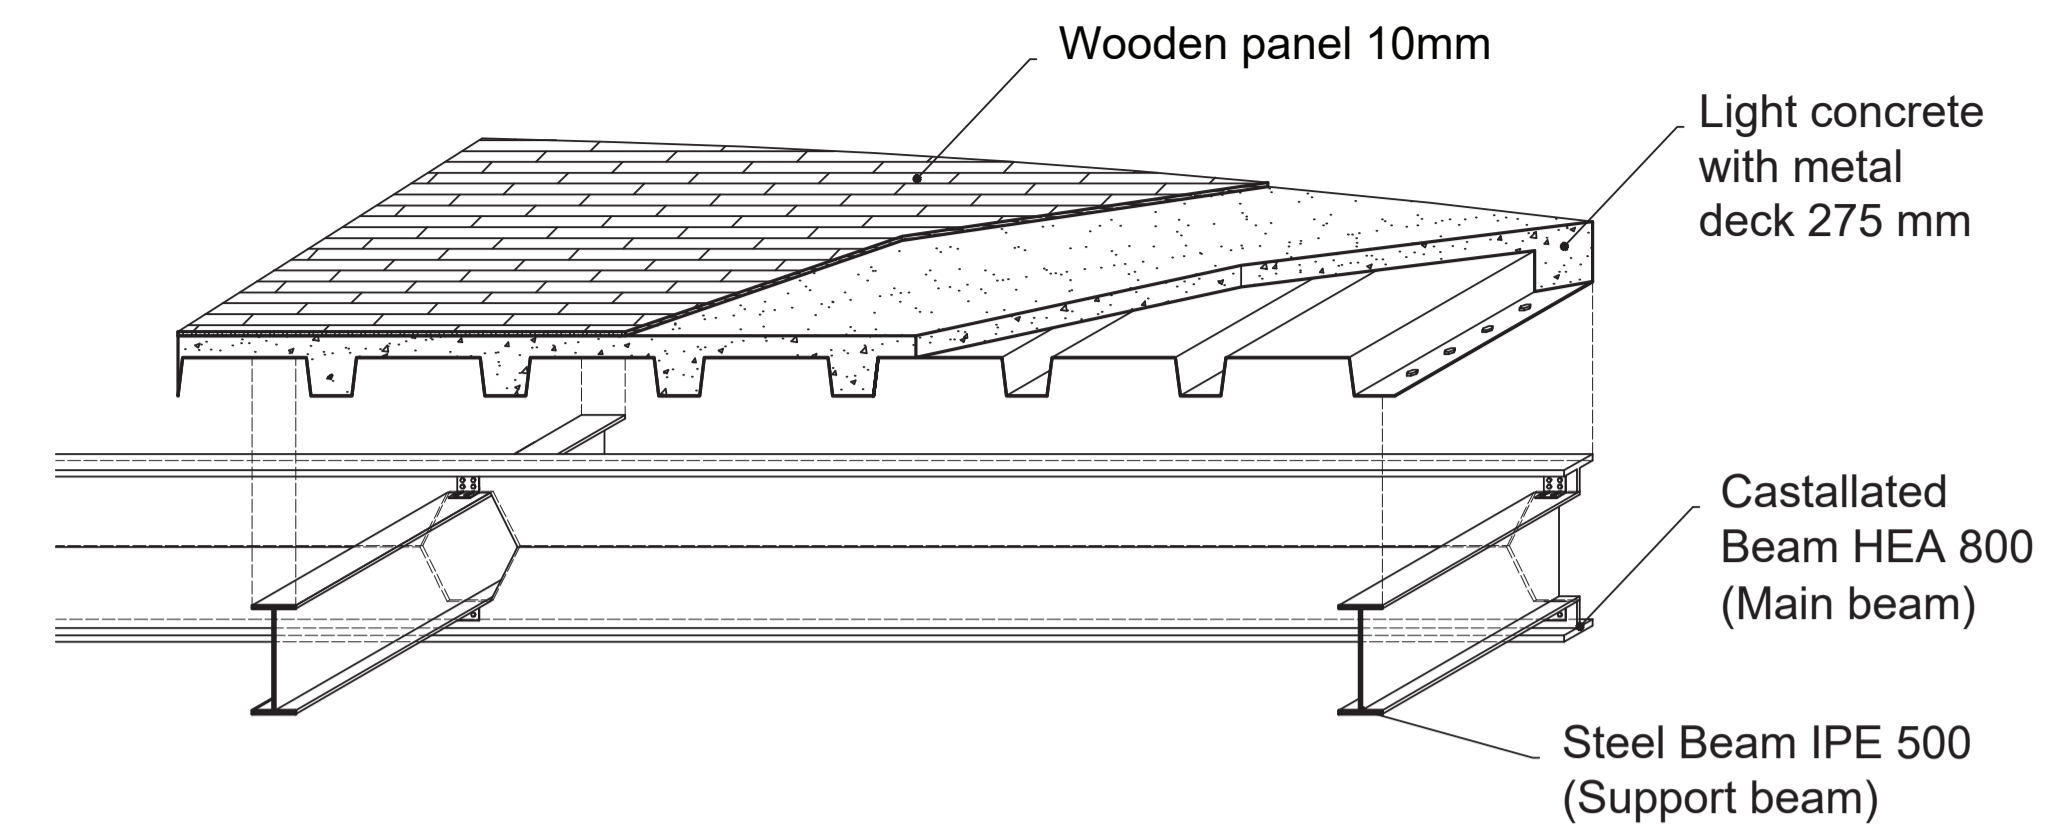 Wooden panel 10mm
Light concrete
with metal
deck 275 mm
Castallated
Beam HEA 800
(Main beam)
Steel Beam IPE 500
(Support beam)